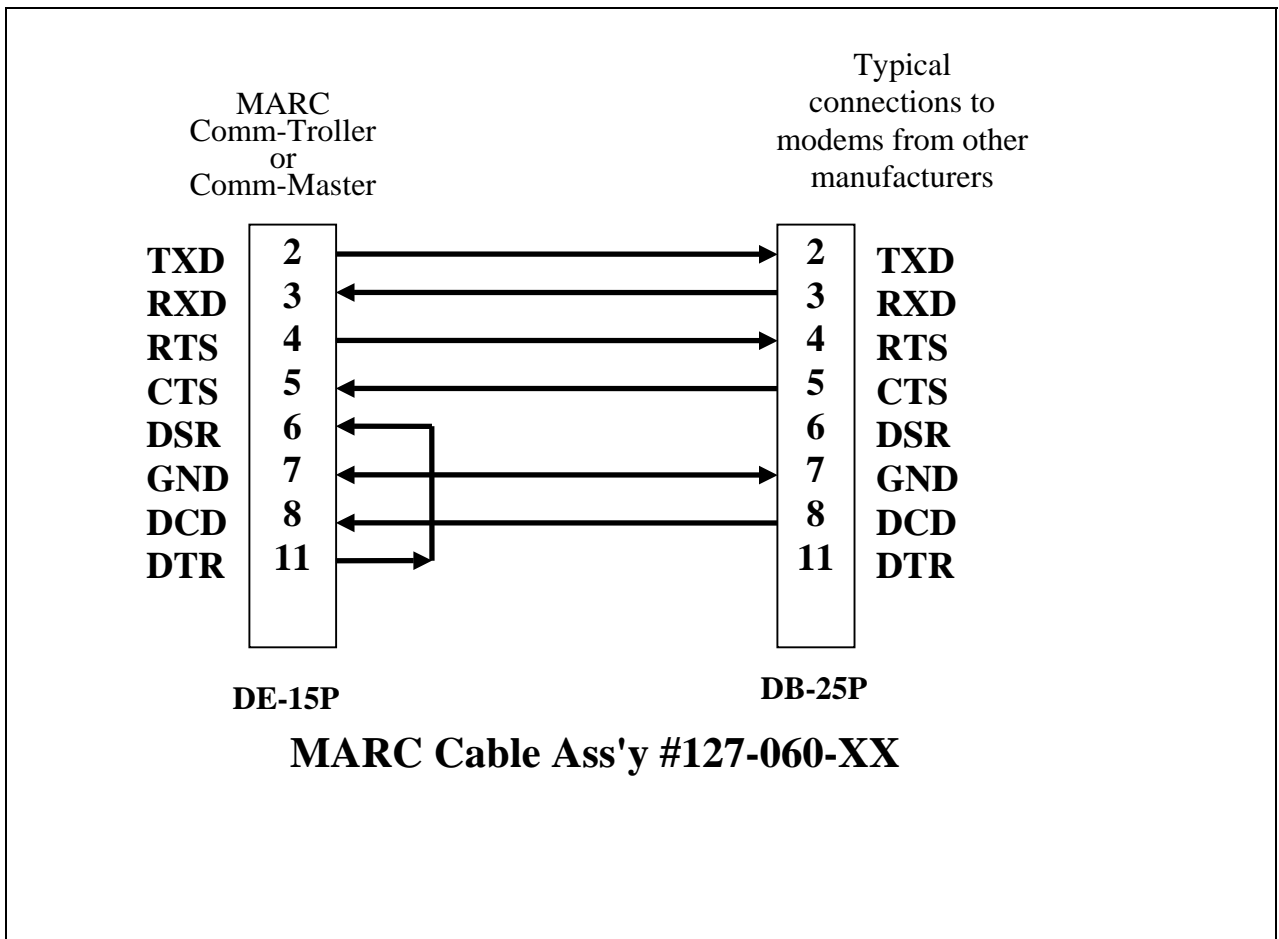 MARC
Comm-Troller
or
Comm-Master
Typical
connections to
modems from other
manufacturers
TXD 2 2 TXD
RXD 3 3 RXD
RTS 4 4 RTS
CTS 5 5 CTS
DSR 6 6 DSR
GND 7 7 GND
DCD 8 8 DCD
DTR 11 11 DTR
DE-15P DB-25P
MARC Cable Ass'y #127-060-XX